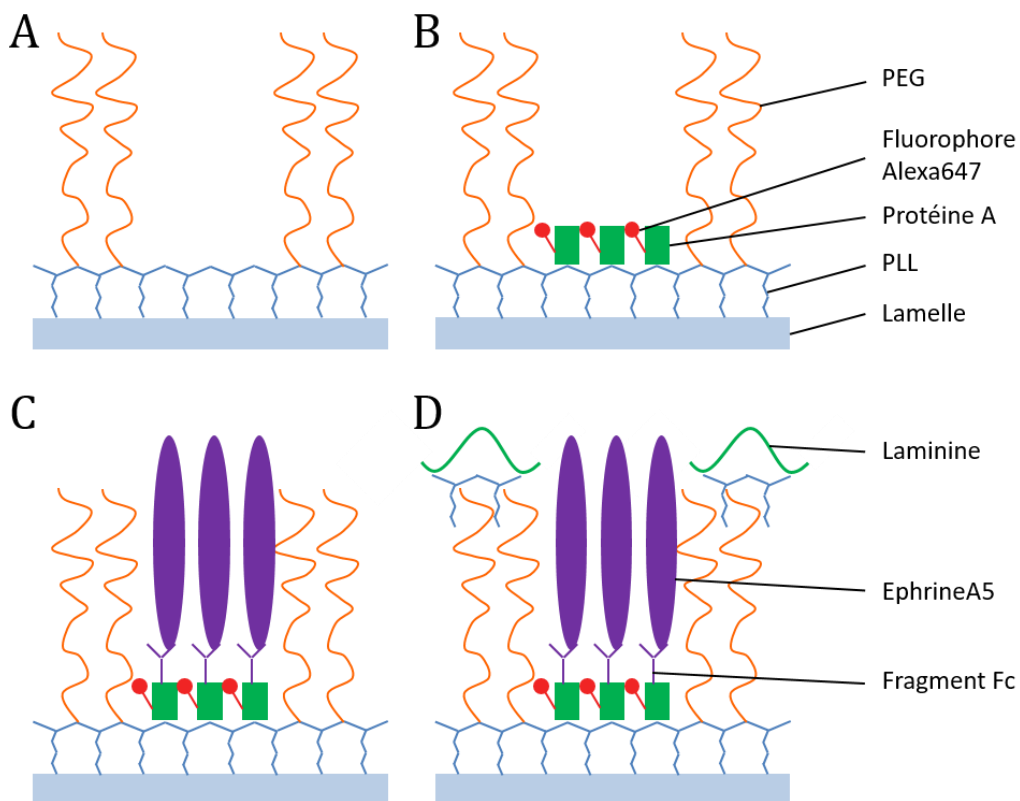 A
B
PEG
Fluorophore
Alexa647
Protéine A
PLL
Lamelle
C
D
Laminine
EphrineA5
Fragment Fc